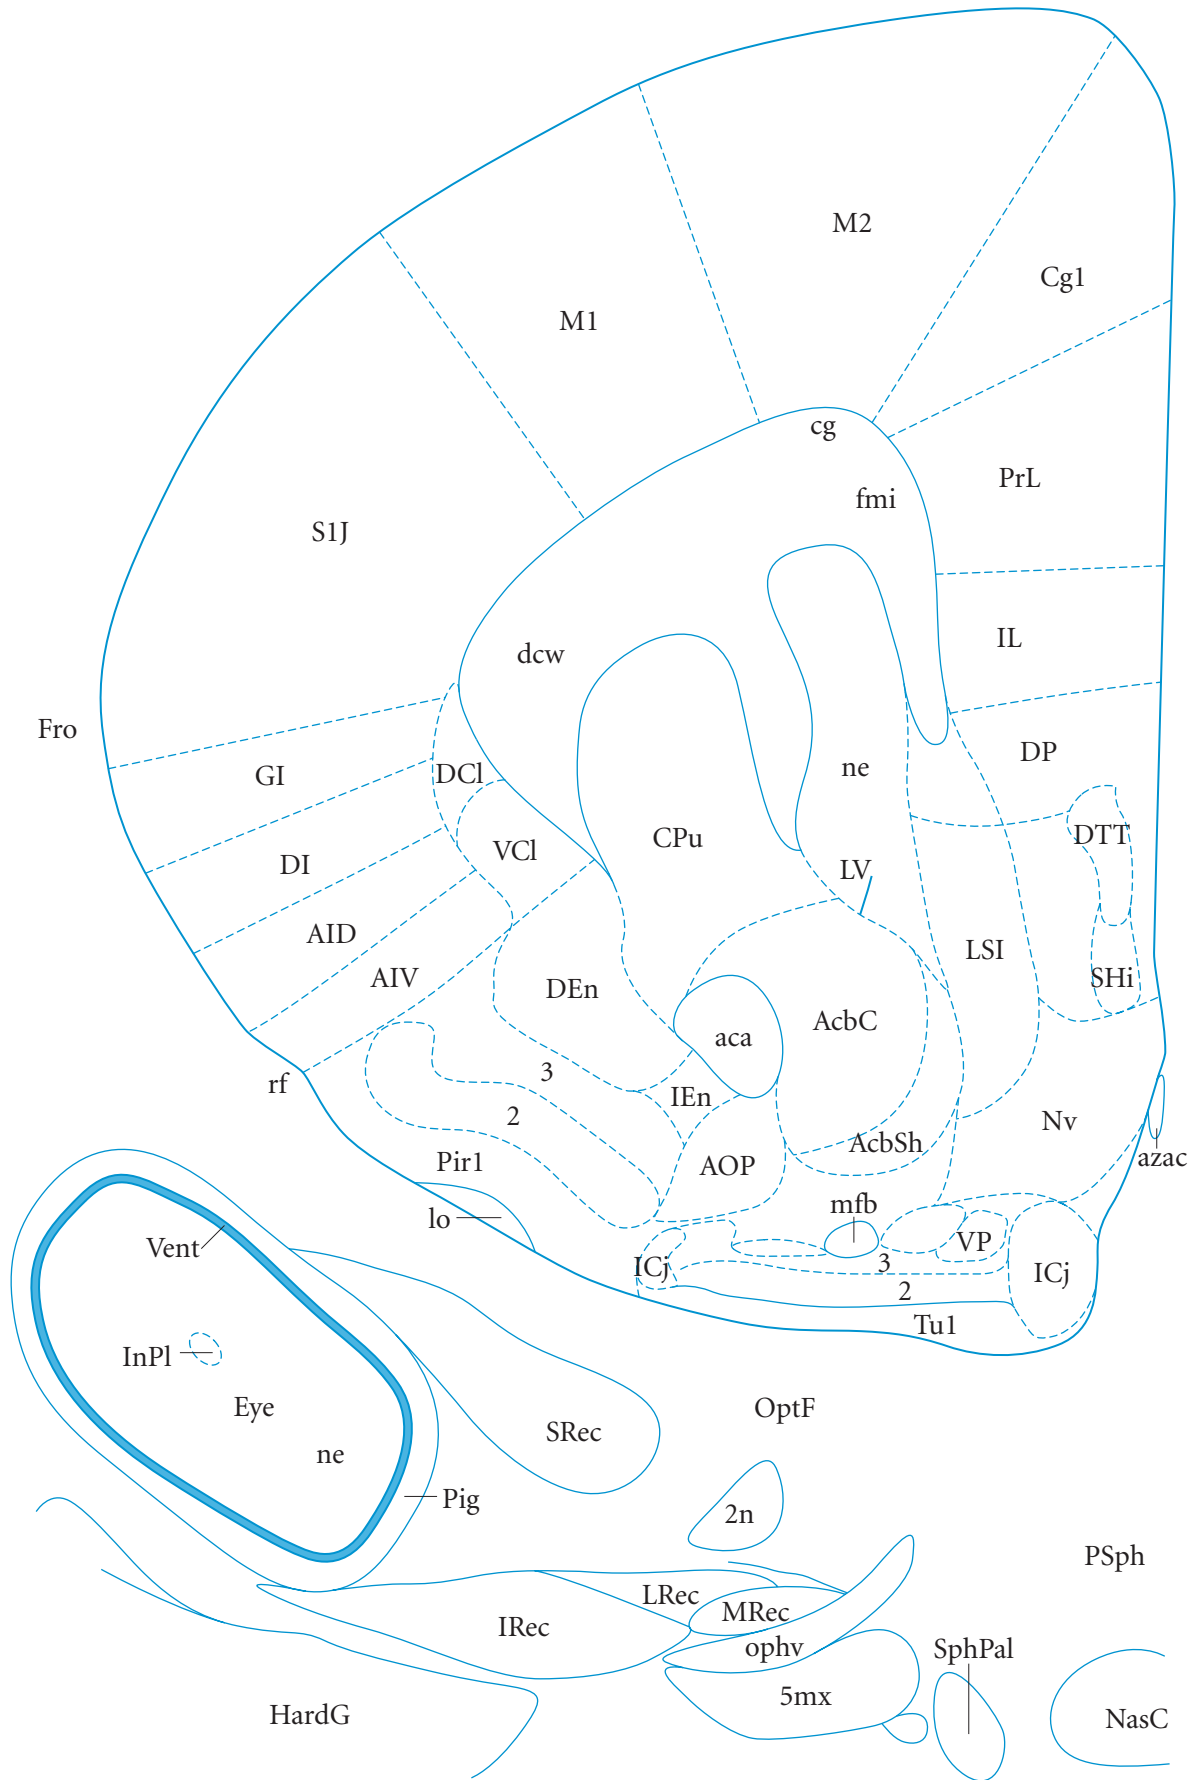 M2
Cg1
M1
cg
PrL
fmi
S1J
IL
dcw
Fro
DP
ne
GI
DCl
DTT
CPu
VCl
DI
LV
AID
LSI
AIV
SHi
DEn
AcbC
aca
3
rf
IEn
2
Nv
AcbSh
azac
Pir1
AOP
mfb
lo
Vent
VP
3
ICj
ICj
2
Tu1
InPl
Eye
OptF
SRec
ne
Pig
2n
PSph
LRec
MRec
IRec
ophv
SphPal
5mx
HardG
NasC